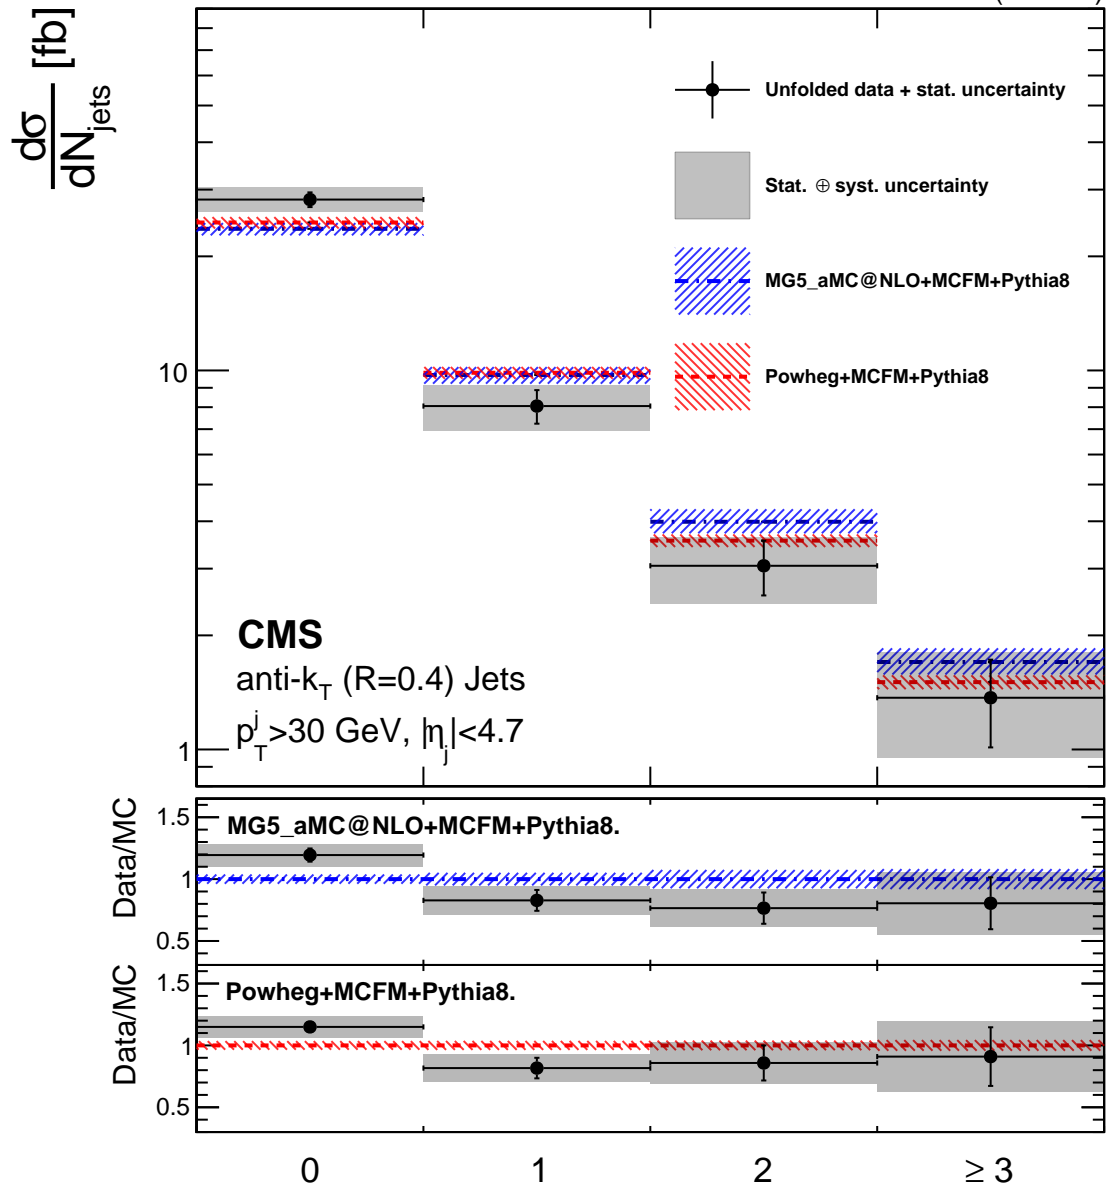 dσ
dN_jets [fb]
Unfolded data + stat. uncertainty
Stat. ⊕ syst. uncertainty
MG5_aMC@NLO+MCFM+Pythia8
Powheg+MCFM+Pythia8
10
1
CMS
anti-k_T (R=0.4) Jets
p_T^j>30 GeV, |η_j|<4.7
Data/MC
1.5
1
0.5
MG5_aMC@NLO+MCFM+Pythia8.
Data/MC
1.5
1
0.5
Powheg+MCFM+Pythia8.
0 1 2 ≥ 3